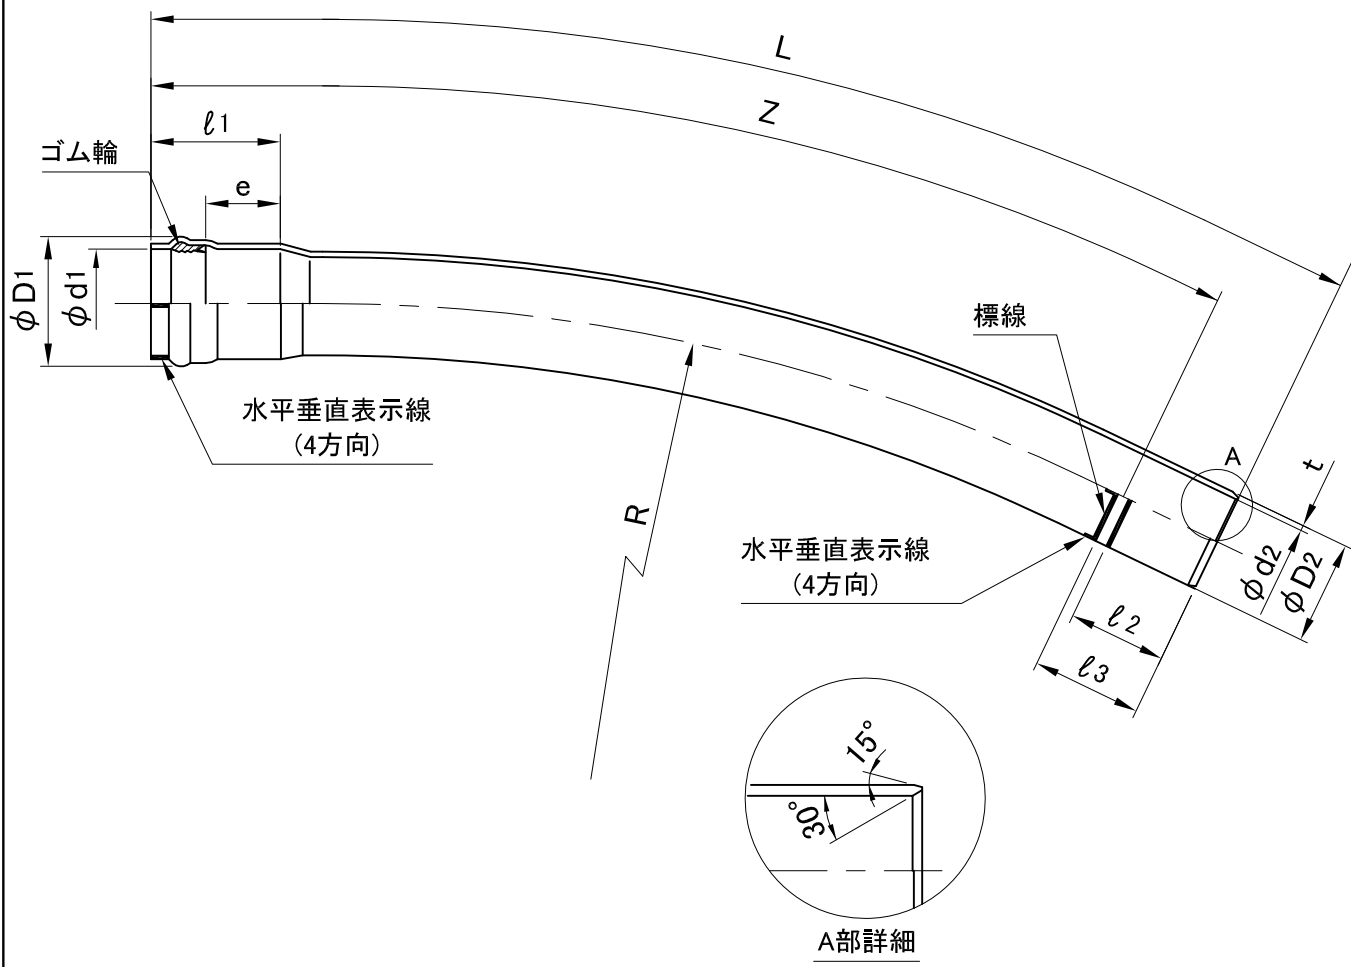 L
Z
ℓ1
ゴム輪
e
φD1
φd1
標線
水平垂直表示線
(4方向)
A
t
R
水平垂直表示線
(4方向)
φd2
φD2
ℓ2
ℓ3
15°
30°
A部詳細